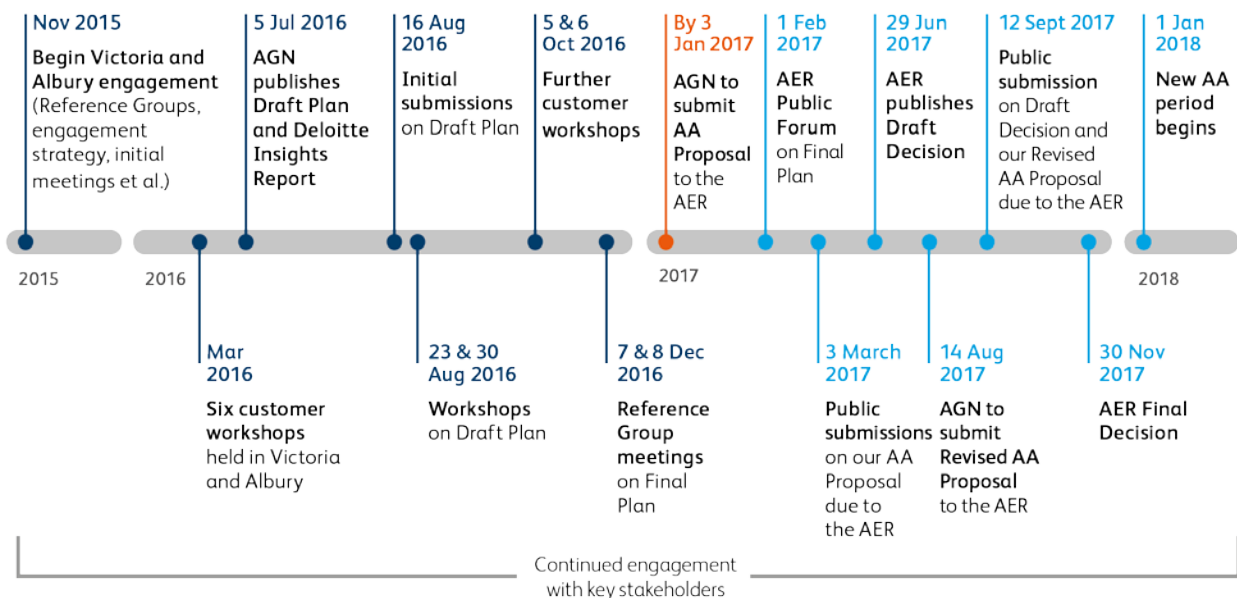 Nov 2015
Begin Victoria and
Albury engagement
(Reference Groups,
engagement
strategy, initial
meetings et al.)
5 Jul 2016
AGN
publishes
Draft Plan
and Deloitte
Insights
Report
16 Aug
2016
Initial
submissions
on Draft Plan
5 & 6
Oct 2016
Further
customer
workshops
By 3
Jan 2017
AGN to
submit
AA
Proposal
to the
AER
1 Feb
2017
AER
Public
Forum
on Final
Plan
29 Jun
2017
AER
publishes
Draft
Decision
12 Sept 2017
Public
submission
on Draft
Decision and
our Revised
AA Proposal
due to the AER
1 Jan
2018
New AA
period
begins
2015
2016
2017
2018
Mar
2016
Six customer
workshops
held in Victoria
and Albury
23 & 30
Aug 2016
Workshops
on Draft Plan
7 & 8 Dec
2016
Reference
Group
meetings
on Final
Plan
3 March
2017
Public
submissions
on our AA
Proposal
due to
the AER
14 Aug
2017
AGN to
submit
Revised AA
Proposal
to the AER
30 Nov
2017
AER Final
Decision
Continued engagement
with key stakeholders